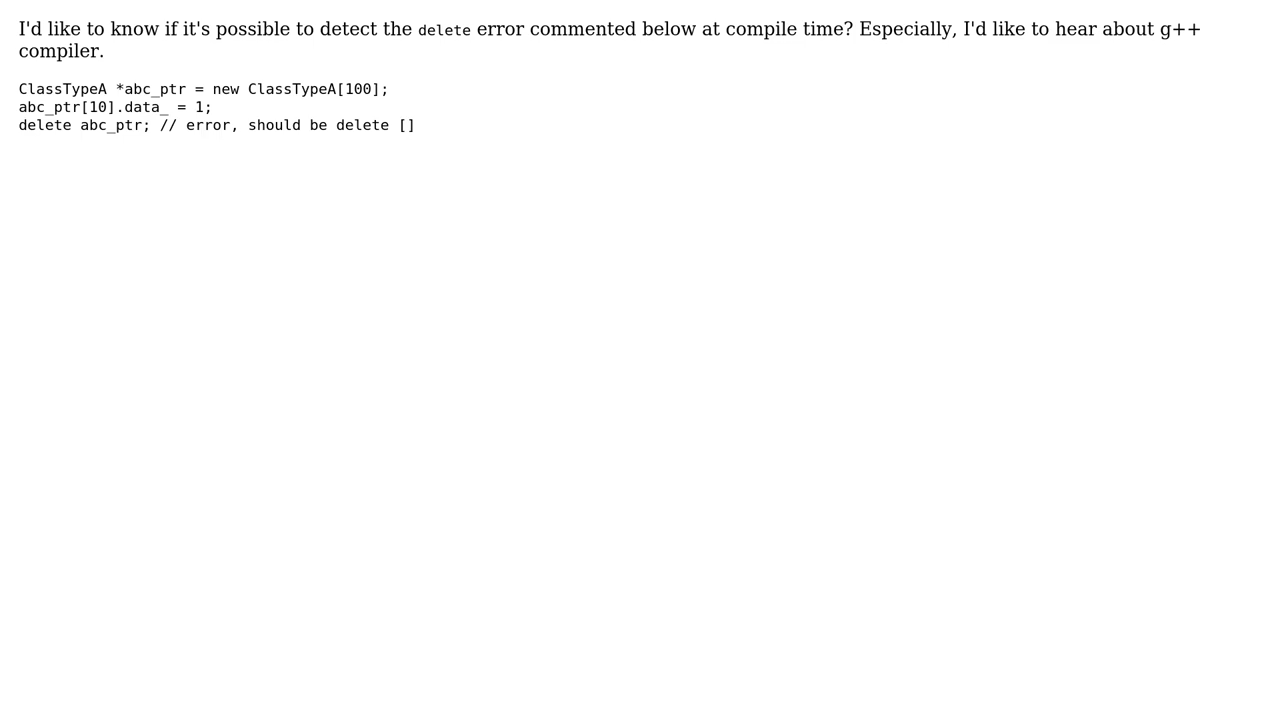 I'd like to know if it's possible to detect the delete error commented below at compile time? Especially, I'd like to hear about g++
compiler.
ClassTypeA *abc_ptr = new ClassTypeA[100];
abc_ptr[10].data_ = 1;
delete abc_ptr; // error, should be delete []